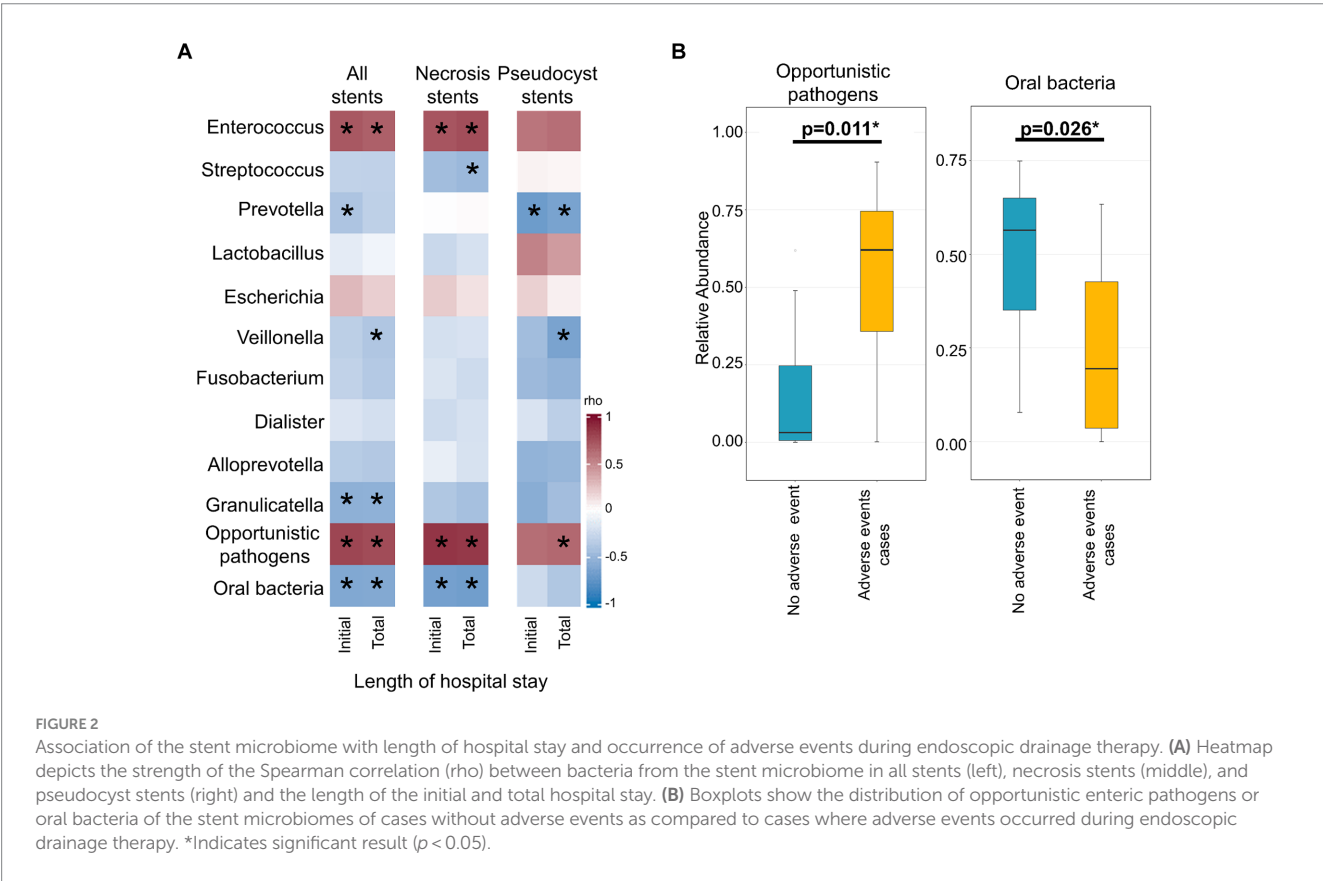 A
All
stents
Necrosis
stents
Pseudocyst
stents
Enterococcus
* * * *
Streptococcus
*
Prevotella
* * *
Lactobacillus
Escherichia
Veillonella
* *
Fusobacterium
Dialister
Alloprevotella
Granulicatella
* *
Opportunistic
pathogens
* * * * *
Oral bacteria
* * * *
rho
1
0.5
0
-0.5
-1
Initial
Total
Initial
Total
Initial
Total
Length of hospital stay
B
Opportunistic
pathogens
Relative Abundance
1.00
0.75
0.50
0.25
0.00
p=0.011*
No adverse event
Adverse events
cases
Oral bacteria
0.75
0.50
0.25
0.00
p=0.026*
No adverse event
Adverse events
cases
FIGURE 2
Association of the stent microbiome with length of hospital stay and occurrence of adverse events during endoscopic drainage therapy. (A) Heatmap
depicts the strength of the Spearman correlation (rho) between bacteria from the stent microbiome in all stents (left), necrosis stents (middle), and
pseudocyst stents (right) and the length of the initial and total hospital stay. (B) Boxplots show the distribution of opportunistic enteric pathogens or
oral bacteria of the stent microbiomes of cases without adverse events as compared to cases where adverse events occurred during endoscopic
drainage therapy. *Indicates significant result (p < 0.05).